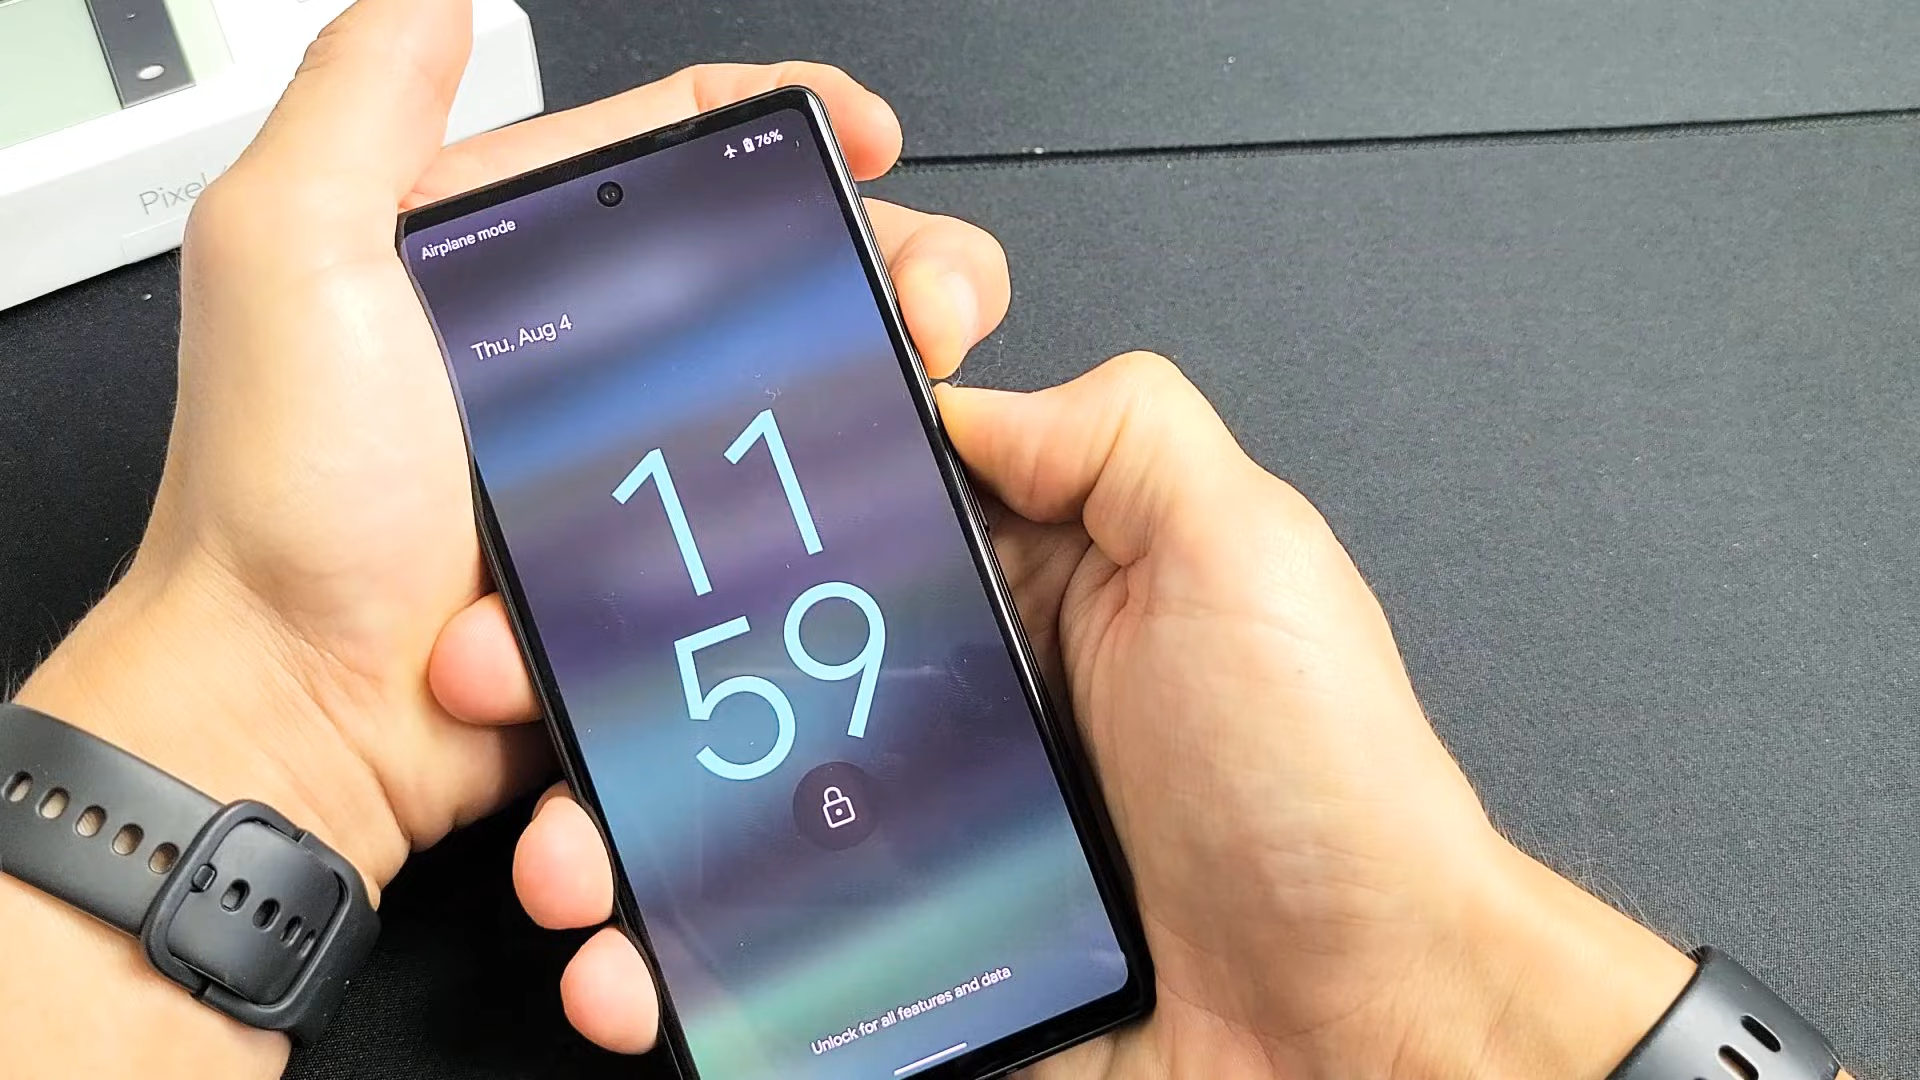 Pixel
76%
Airplane mode
Thu, Aug 4
11
59
Unlock for all features and data